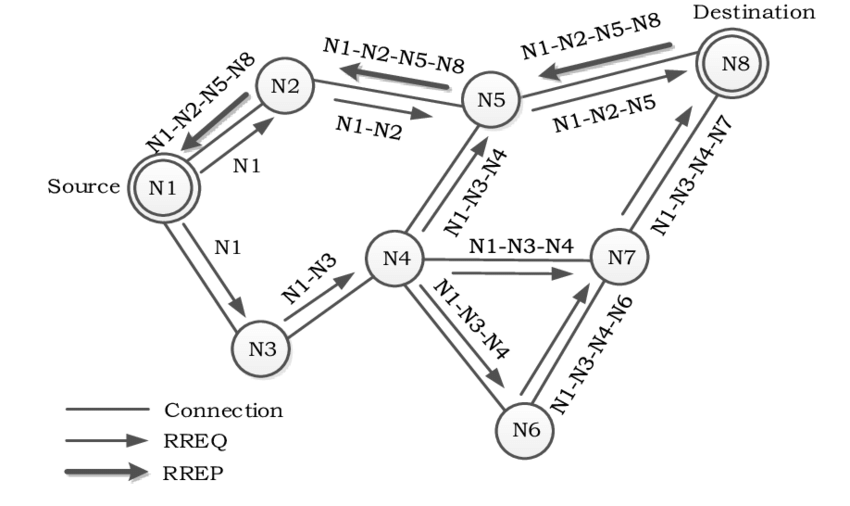 Destination
N1-N2-N5-N8
N1-N2-N5-N8
N8
N2
N5
N1-N2-N5-N8
N1-N2-N5
N1-N2
N1
Source
N1
N1-N3-N4
N1-N3-N4-N7
N1
N1-N3
N4
N1-N3-N4
N7
N1-N3-N4
N3
N1-N3-N4-N6
N6
Connection
RREQ
RREP